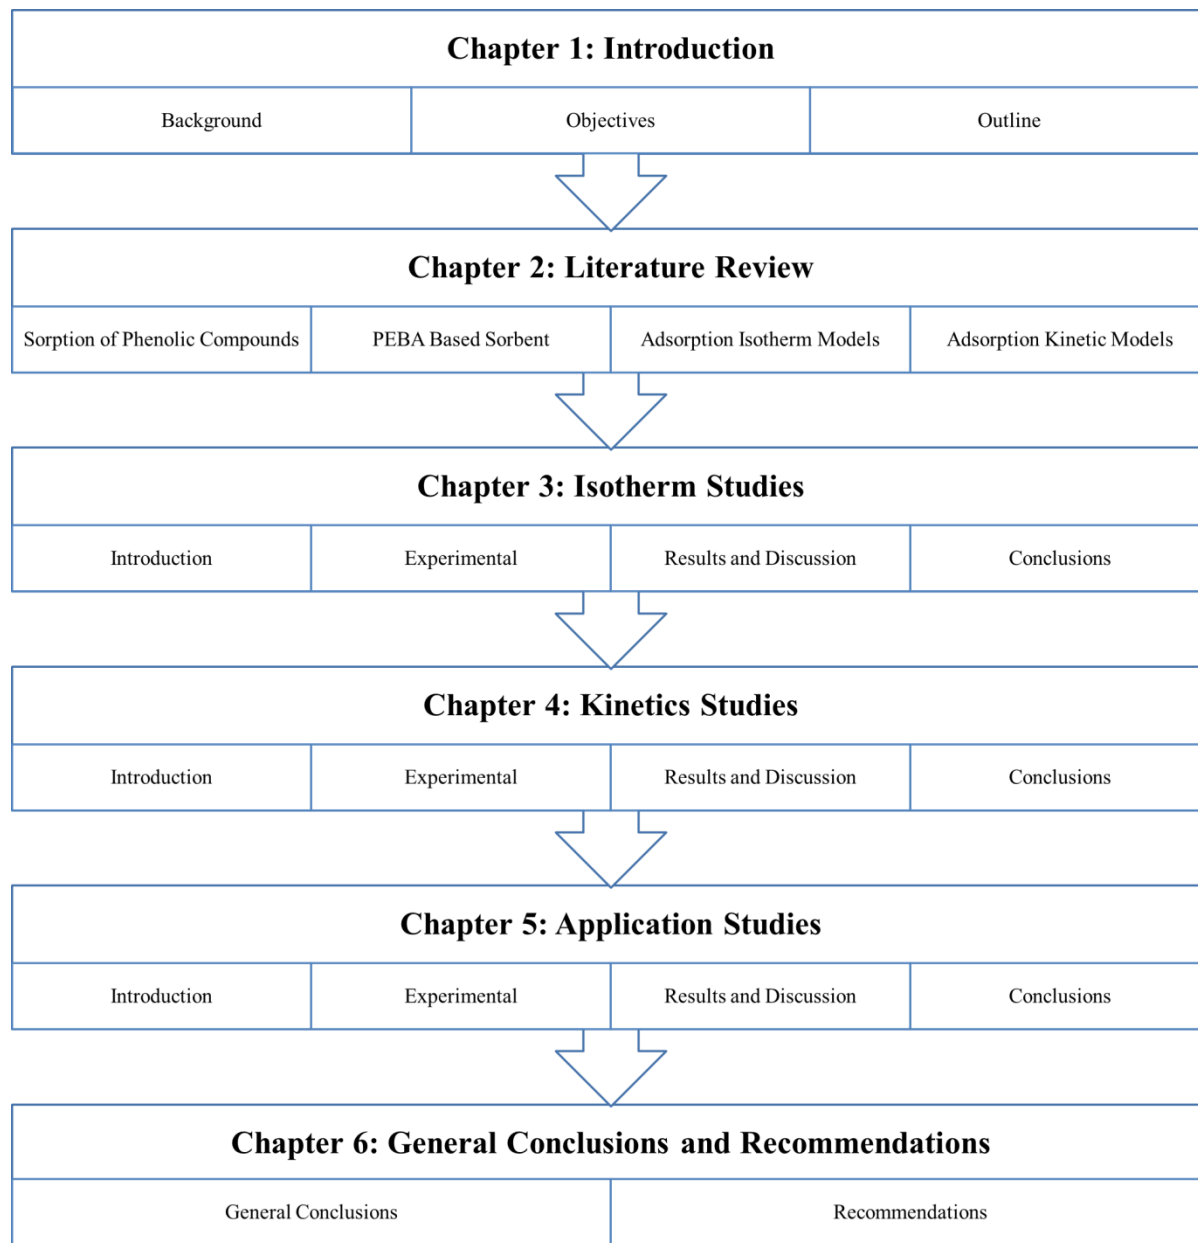 Chapter 1: Introduction
Background
Objectives
Outline
Chapter 2: Literature Review
Sorption of Phenolic Compounds
PEBA Based Sorbent
Adsorption Isotherm Models
Adsorption Kinetic Models
Chapter 3: Isotherm Studies
Introduction
Experimental
Results and Discussion
Conclusions
Chapter 4: Kinetics Studies
Introduction
Experimental
Results and Discussion
Conclusions
Chapter 5: Application Studies
Introduction
Experimental
Results and Discussion
Conclusions
Chapter 6: General Conclusions and Recommendations
General Conclusions
Recommendations